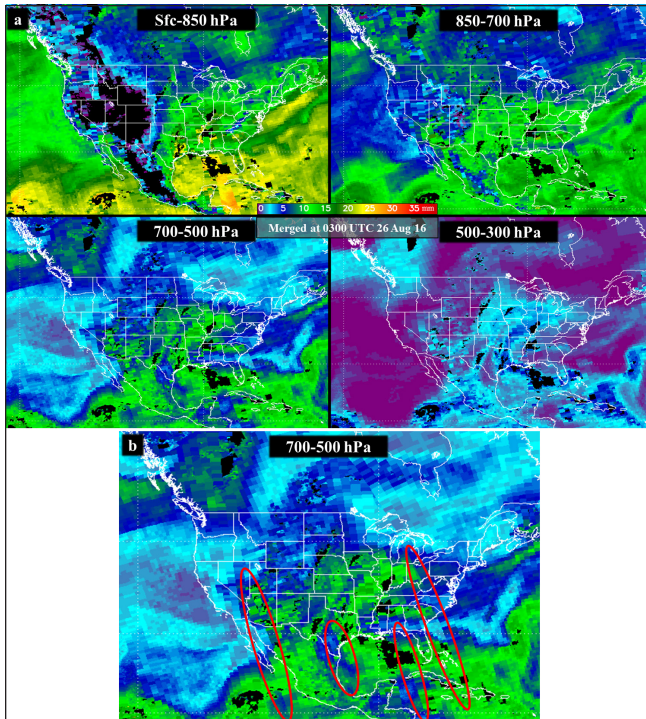 a
Sfc-850 hPa
850-700 hPa
0 5 10 15 20 25 30 35 mm
Merged at 0300 UTC 26 Aug 16
700-500 hPa
500-300 hPa
b
700-500 hPa